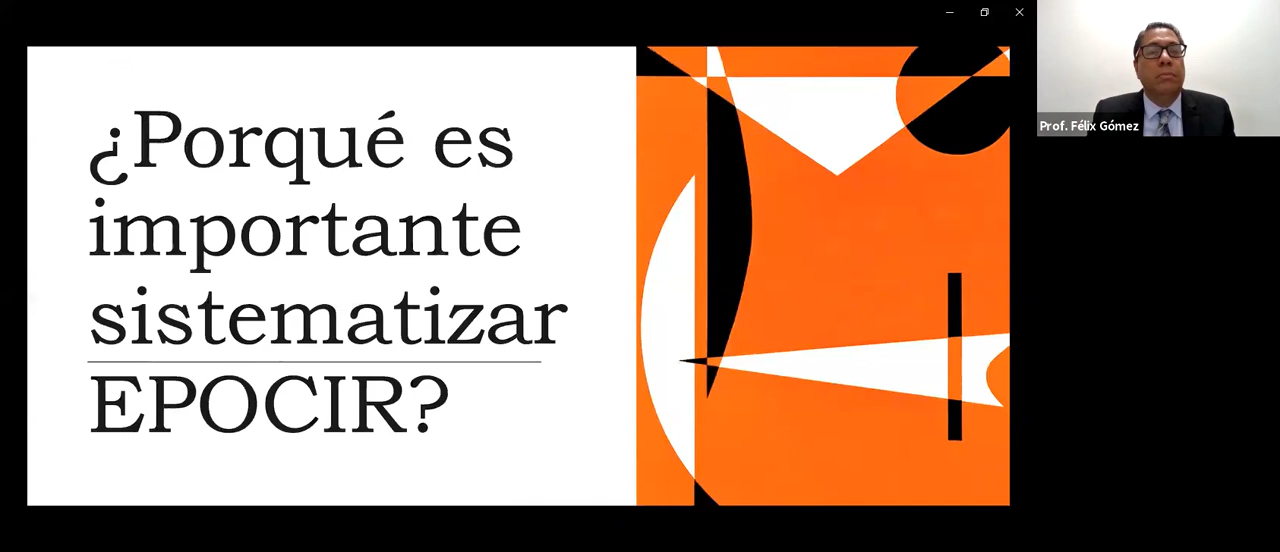 ¿Porqué es
importante
sistematizar
EPOCIR?
Prof. Félix Gómez